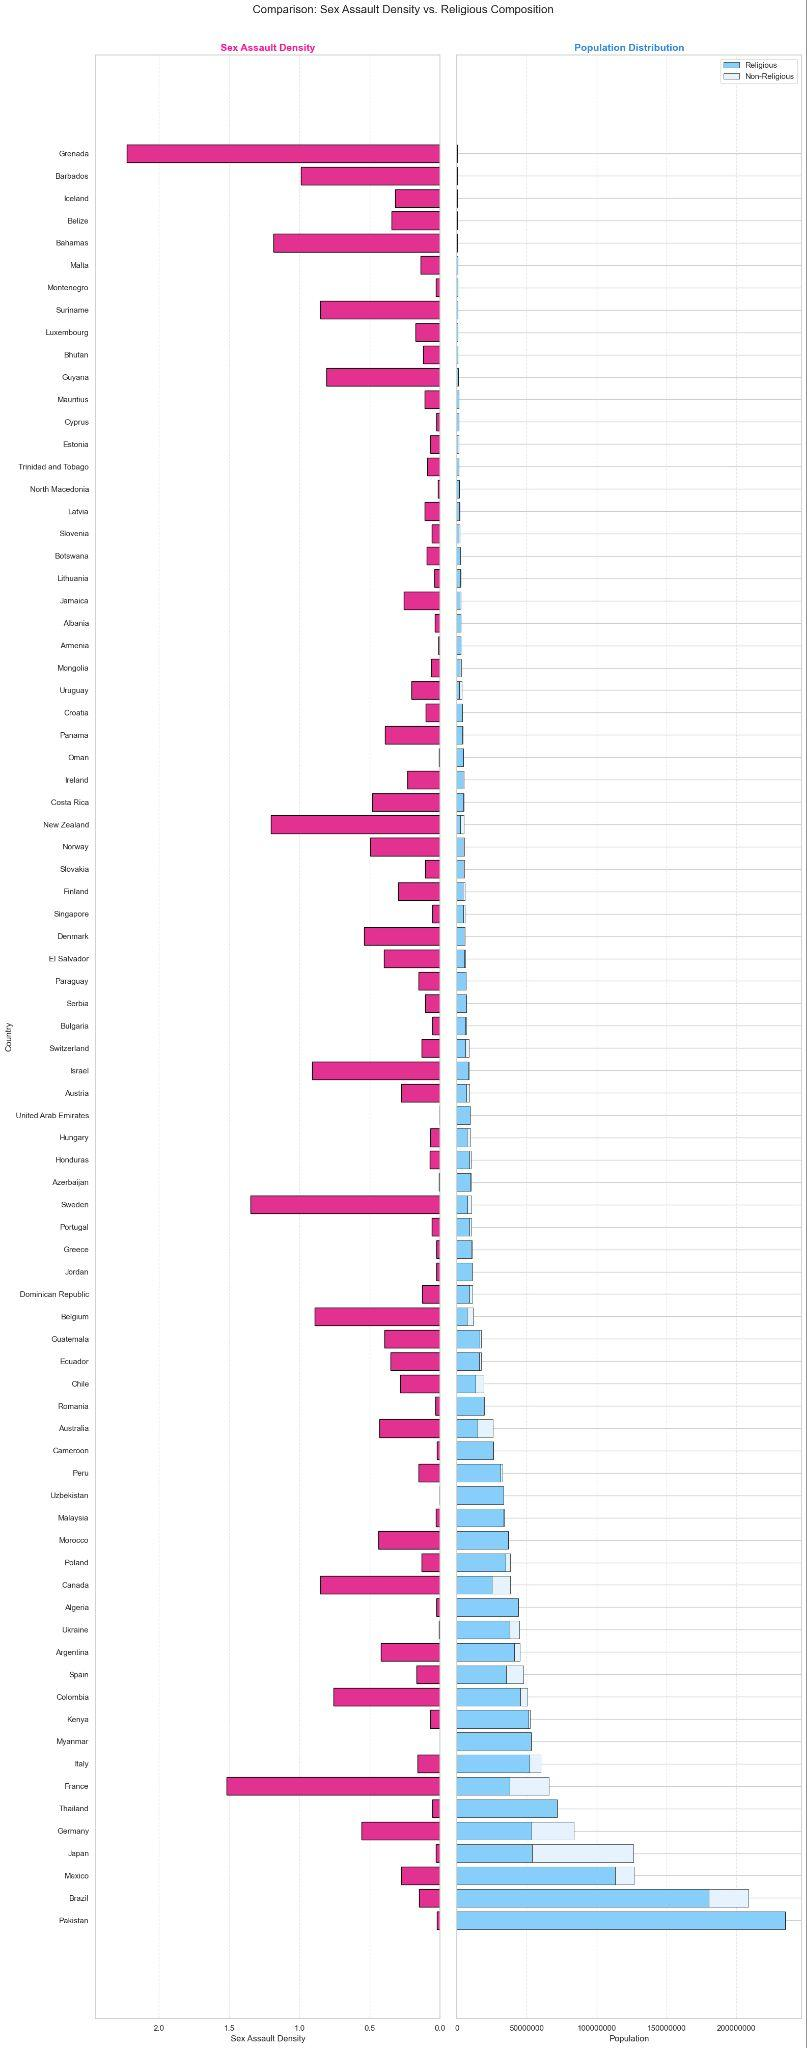 Comparison: Sex Assault Density vs. Religious Composition
Sex Assault Density
Population Distribution
Religious
Non-Religious
Grenada
Barbados
Iceland
Belize
Bahamas
Malta
Montenegro
Suriname
Luxembourg
Bhutan
Guyana
Mauritius
Cyprus
Estonia
Trinidad and Tobago
North Macedonia
Latvia
Slovenia
Botswana
Lithuania
Jamaica
Albania
Armenia
Mongolia
Uruguay
Croatia
Panama
Oman
Ireland
Costa Rica
New Zealand
Norway
Slovakia
Finland
Singapore
Denmark
El Salvador
Paraguay
Serbia
Bulgaria
Switzerland
Israel
Austria
United Arab Emirates
Hungary
Honduras
Azerbaijan
Sweden
Portugal
Greece
Jordan
Dominican Republic
Belgium
Guatemala
Ecuador
Chile
Romania
Australia
Cameroon
Peru
Uzbekistan
Malaysia
Morocco
Poland
Canada
Algeria
Ukraine
Argentina
Spain
Colombia
Kenya
Myanmar
Italy
France
Thailand
Germany
Japan
Mexico
Brazil
Pakistan
Country
2.0 1.5 1.0 0.5 0.0
Sex Assault Density
0 50000000 100000000 150000000 200000000
Population